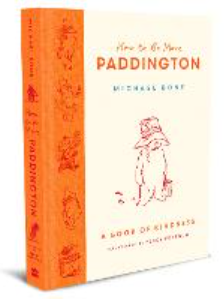 How to Be More
PADDINGTON
MICHAEL BOND
A BOOK OF KINDNESS
PADDINGTON